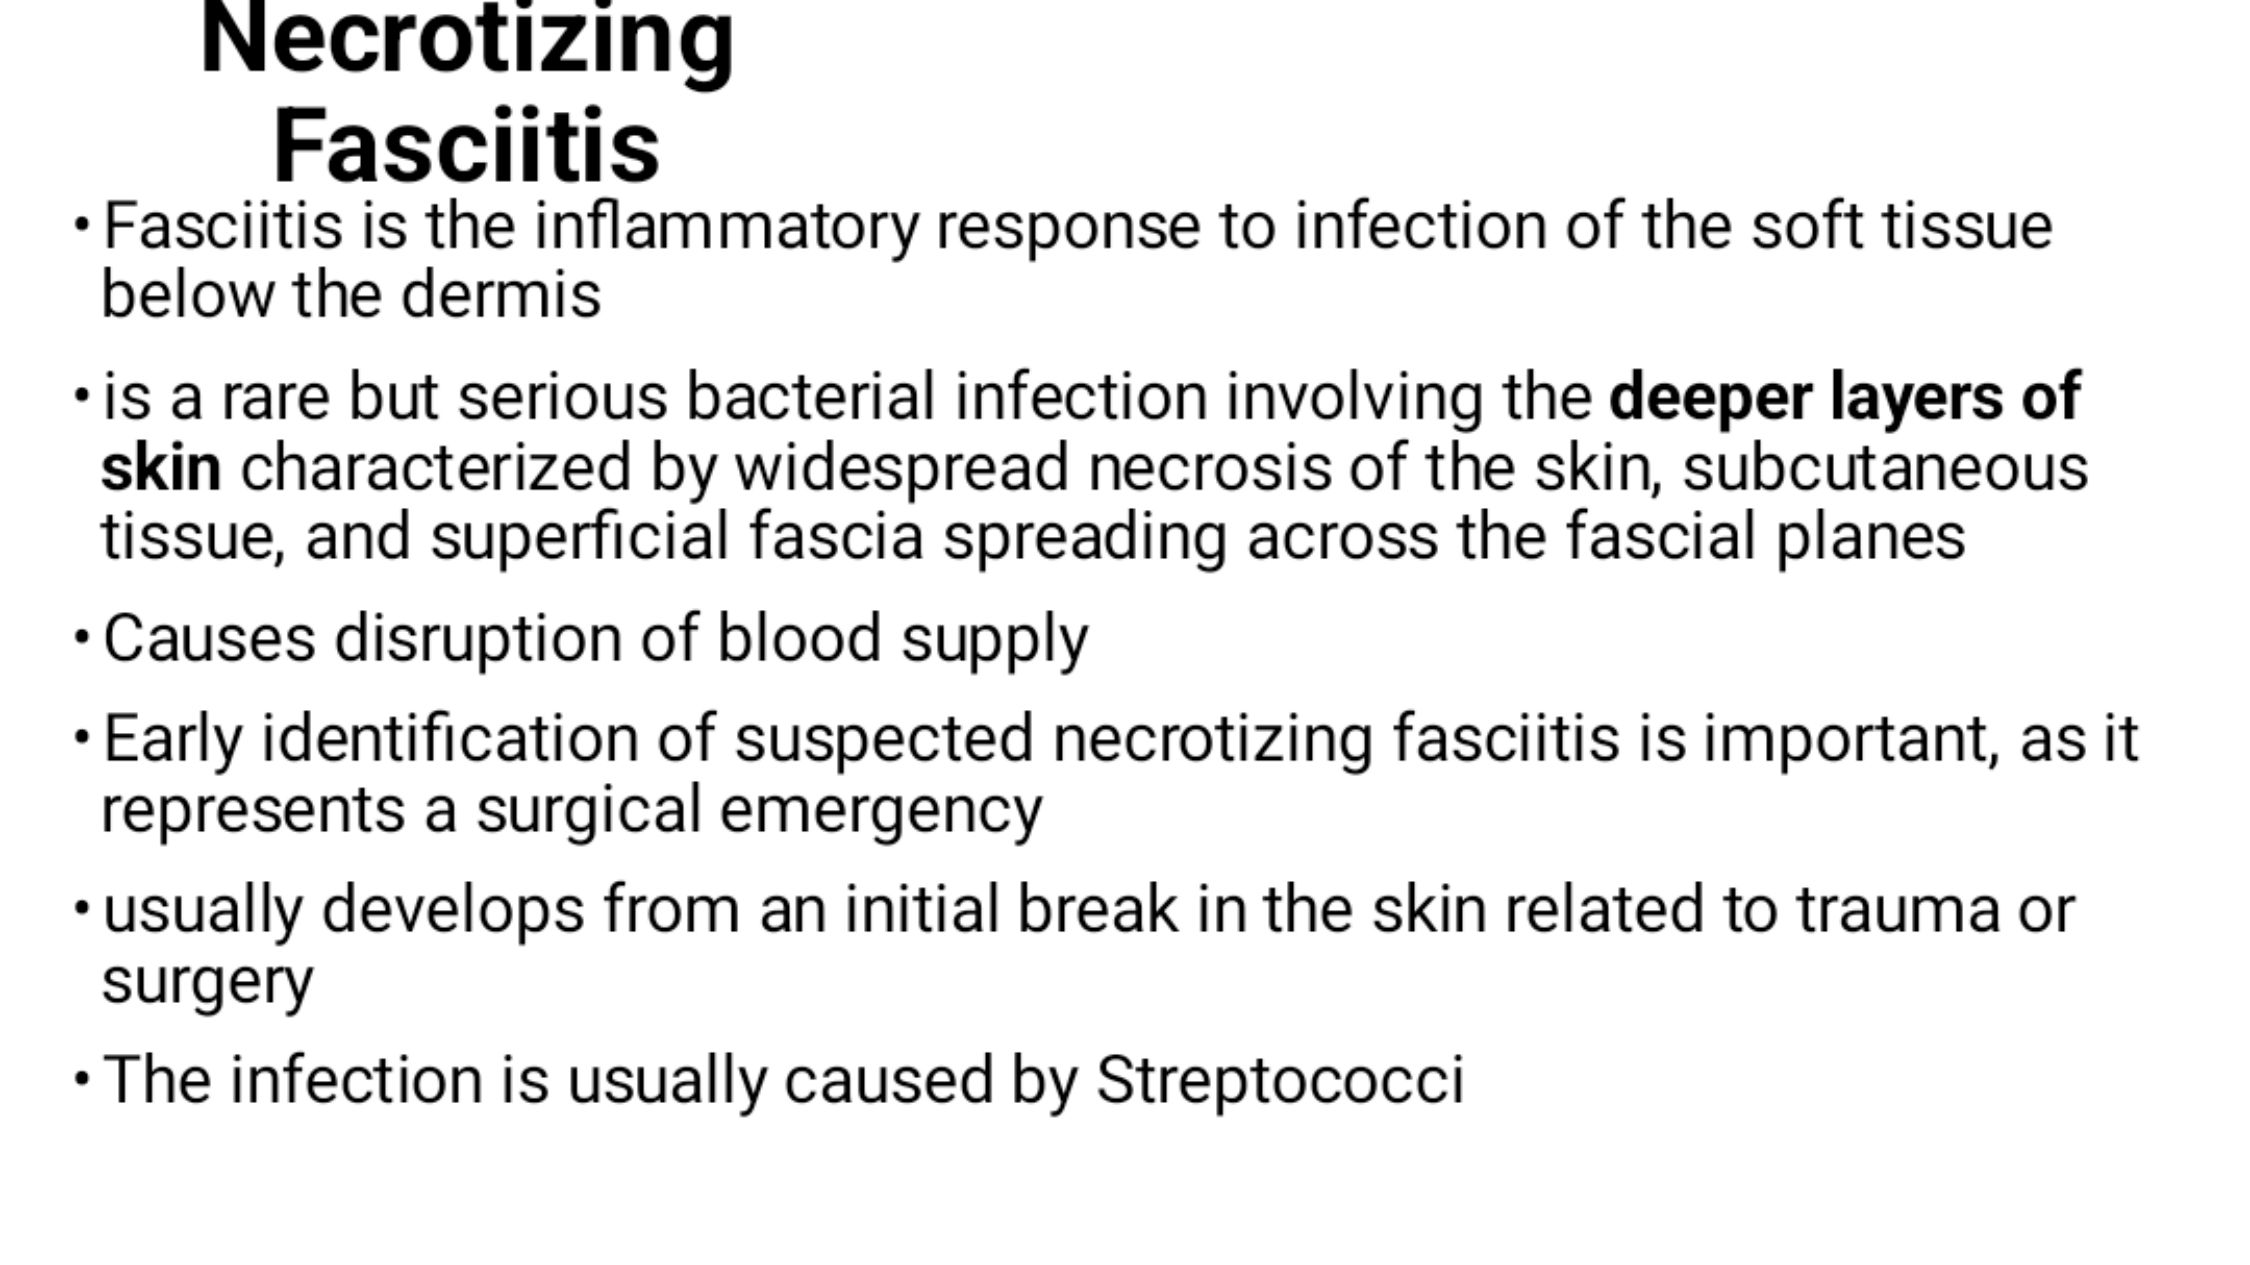 Necrotizing
Fasciitis
• Fasciitis is the inflammatory response to infection of the soft tissue
below the dermis
• is a rare but serious bacterial infection involving the deeper layers of
skin characterized by widespread necrosis of the skin, subcutaneous
tissue, and superficial fascia spreading across the fascial planes
• Causes disruption of blood supply
• Early identification of suspected necrotizing fasciitis is important, as it
represents a surgical emergency
• usually develops from an initial break in the skin related to trauma or
surgery
• The infection is usually caused by Streptococci